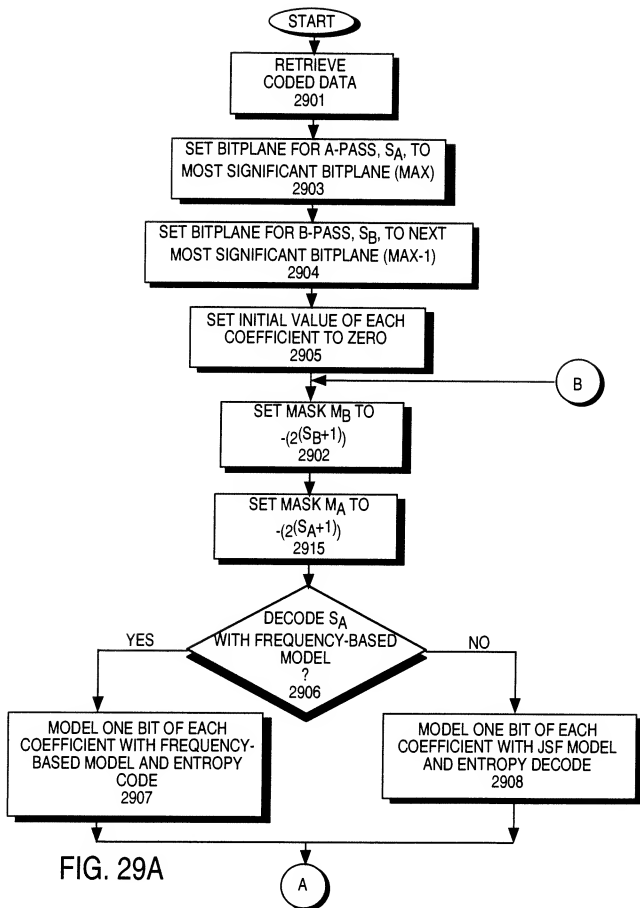 START
RETRIEVE
CODED DATA
2901
SET BITPLANE FOR A-PASS, SA, TO
MOST SIGNIFICANT BITPLANE (MAX)
2903
SET BITPLANE FOR B-PASS, SB, TO NEXT
MOST SIGNIFICANT BITPLANE (MAX-1)
2904
SET INITIAL VALUE OF EACH
COEFFICIENT TO ZERO
2905
B
SET MASK MB TO
-(2(SB+1))
2902
SET MASK MA TO
-(2(SA+1))
2915
DECODE SA
WITH FREQUENCY-BASED
MODEL
?
2906
YES
NO
MODEL ONE BIT OF EACH
COEFFICIENT WITH FREQUENCY-
BASED MODEL AND ENTROPY
CODE
2907
MODEL ONE BIT OF EACH
COEFFICIENT WITH JSF MODEL
AND ENTROPY DECODE
2908
FIG. 29A
A